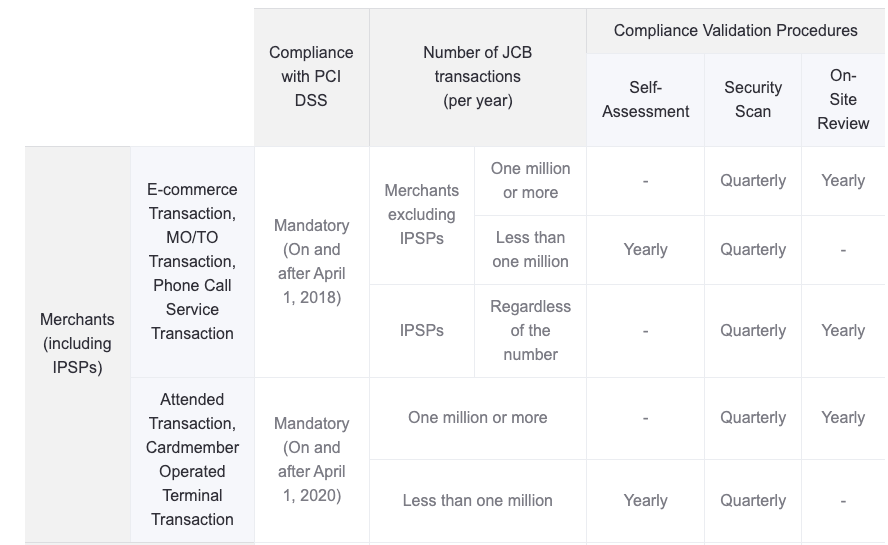 Compliance
with PCI
DSS
Number of JCB
transactions
(per year)
Compliance Validation Procedures
Self-
Assessment
Security
Scan
On-
Site
Review
Merchants
(including
IPSPs)
E-commerce
Transaction,
MO/TO
Transaction,
Phone Call
Service
Transaction
Mandatory
(On and
after April
1, 2018)
Merchants
excluding
IPSPs
One million
or more
-
Quarterly
Yearly
Less than
one million
Yearly
Quarterly
-
IPSPs
Regardless
of the
number
-
Quarterly
Yearly
Attended
Transaction,
Cardmember
Operated
Terminal
Transaction
Mandatory
(On and
after April
1, 2020)
One million or more
-
Quarterly
Yearly
Less than one million
Yearly
Quarterly
-